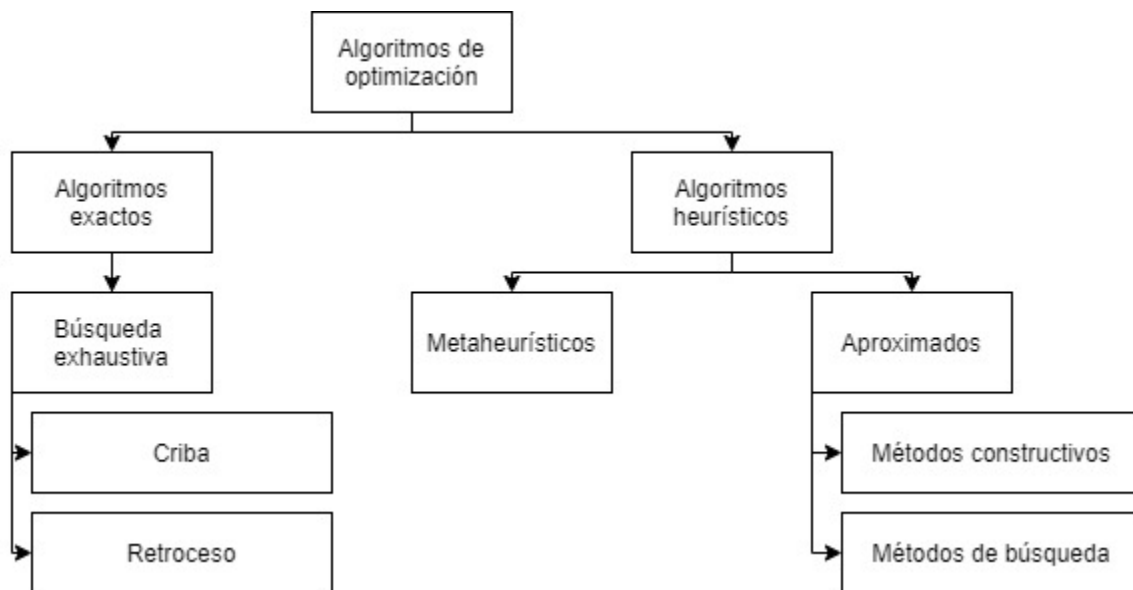 Algoritmos de
optimización
Algoritmos
exactos
Algoritmos
heurísticos
Búsqueda
exhaustiva
Metaheurísticos
Aproximados
Criba
Métodos constructivos
Retroceso
Métodos de búsqueda